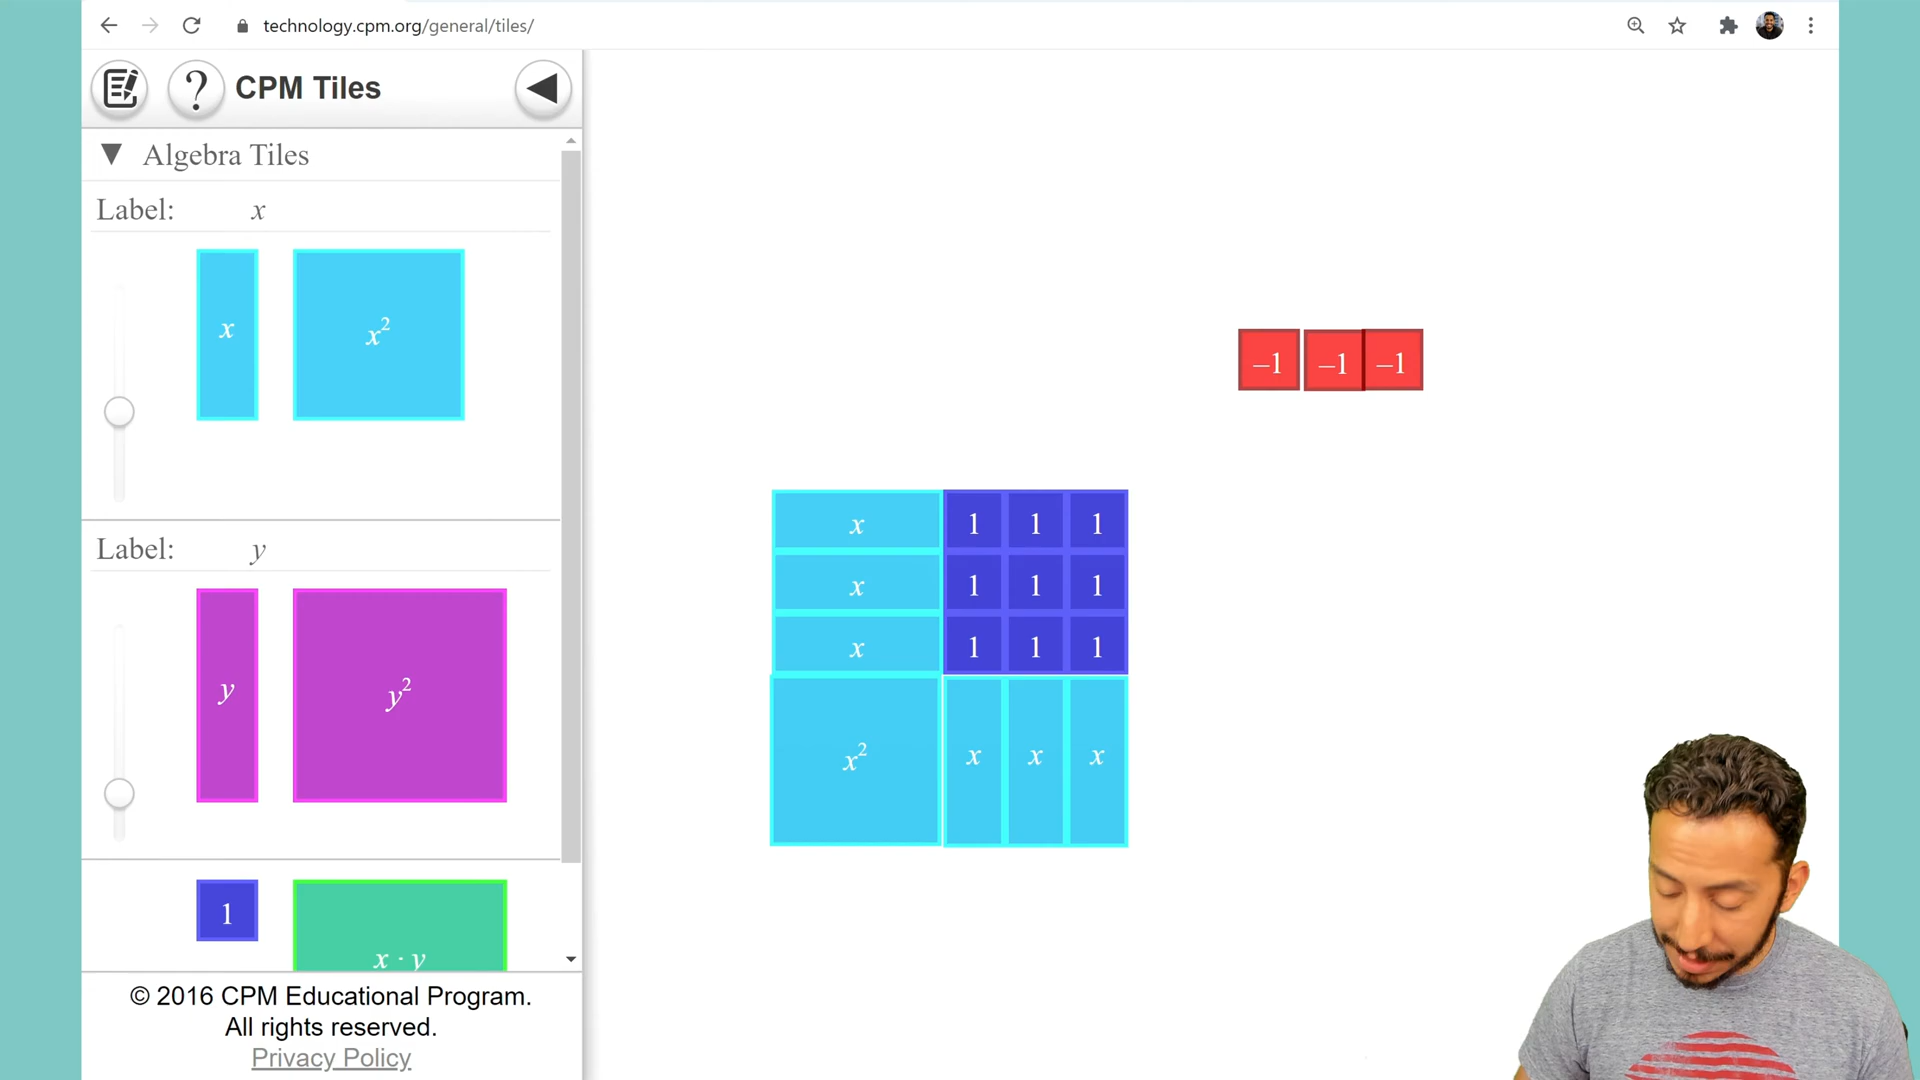 technology.cpm.org/general/tiles/
? CPM Tiles
Algebra Tiles
Label: x
x x²
Label: y
y y²
1 x · y
© 2016 CPM Educational Program.
All rights reserved.
Privacy Policy
–1 –1 –1
x 1 1 1
x 1 1 1
x 1 1 1
x² x x x